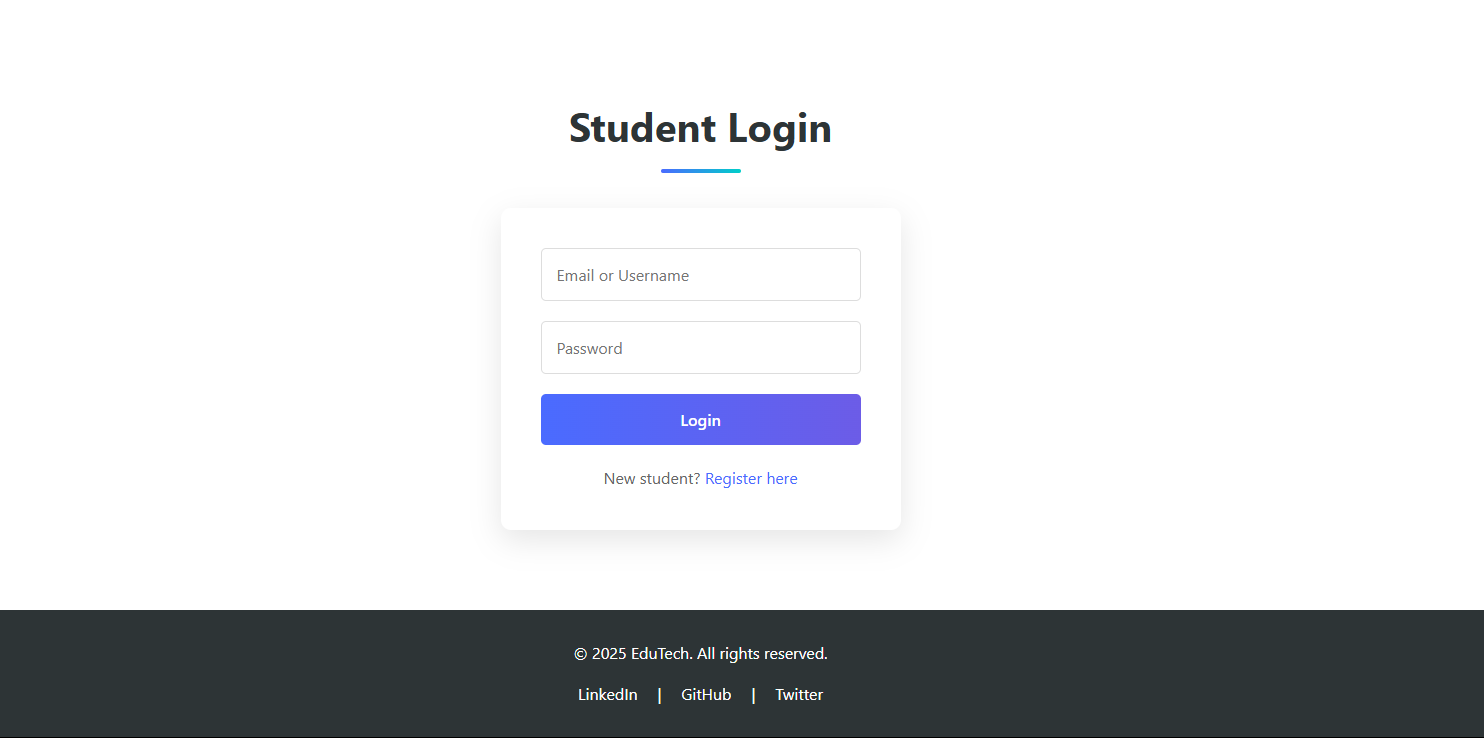 Student Login
Email or Username
Password
Login
New student? Register here
© 2025 EduTech. All rights reserved.
LinkedIn | GitHub | Twitter